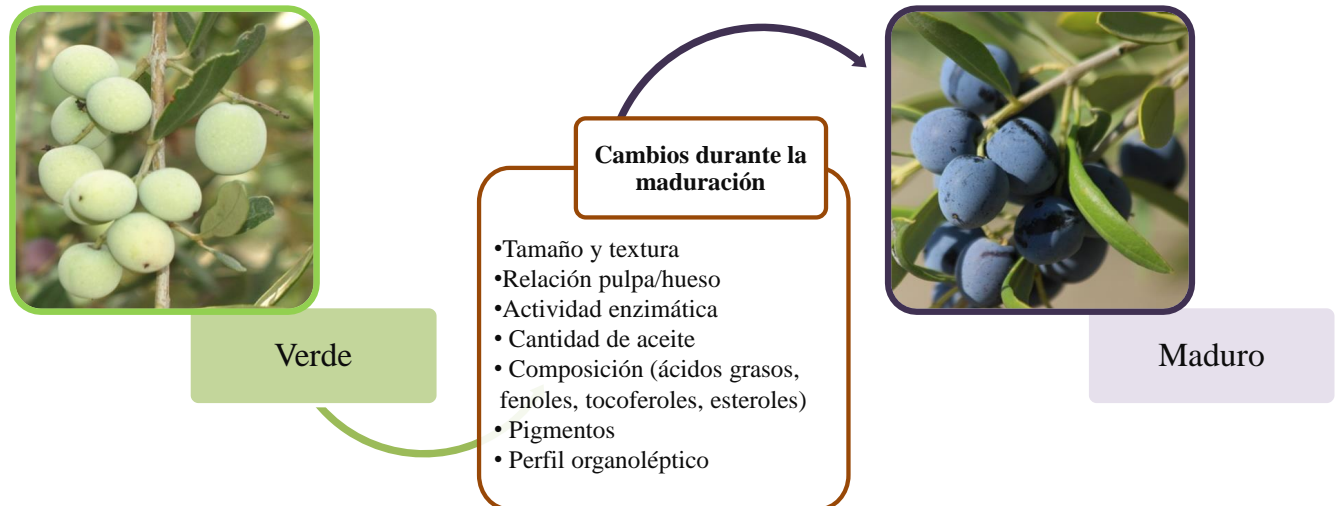 Verde
Cambios durante la
maduración
•Tamaño y textura
•Relación pulpa/hueso
•Actividad enzimática
• Cantidad de aceite
• Composición (ácidos grasos,
fenoles, tocoferoles, esteroles)
• Pigmentos
• Perfil organoléptico
Maduro